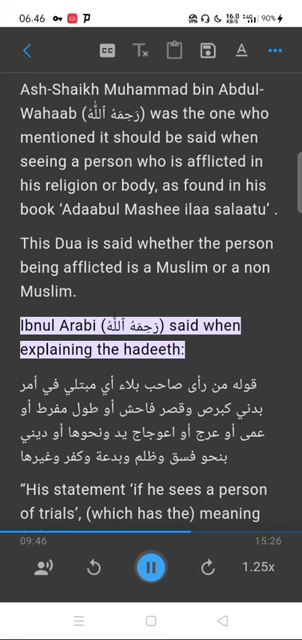 06.46 16.0 KB/S 4G 90%
CC Tx A
Ash-Shaikh Muhammad bin Abdul-
Wahaab (رَحِمَهُ ٱللَّهُ) was the one who
mentioned it should be said when
seeing a person who is afflicted in
his religion or body, as found in his
book ‘Adaabul Mashee ilaa salaatu’ .
This Dua is said whether the person
being afflicted is a Muslim or a non
Muslim.
Ibnul Arabi (رَحِمَهُ ٱللَّهُ) said when
explaining the hadeeth:
قوله من رأى صاحب بلاء أي مبتلي في أمر
بدني كبرص وقصر فاحش أو طول مفرط أو
عمى أو عرج أو اعوجاج يد ونحوها أو ديني
بنحو فسق وظلم وبدعة وكفر وغيرها
“His statement ‘if he sees a person
of trials’, (which has the) meaning
09:46 15:26
1.25x